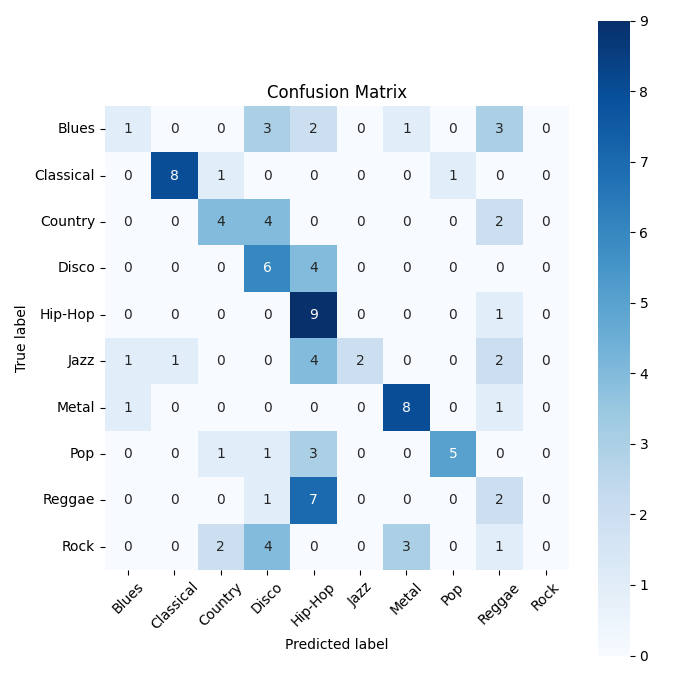 Confusion Matrix
Blues 1 0 0 3 2 0 1 0 3 0
Classical 0 8 1 0 0 0 0 1 0 0
Country 0 0 4 4 0 0 0 0 2 0
Disco 0 0 0 6 4 0 0 0 0 0
Hip-Hop 0 0 0 0 9 0 0 0 1 0
Jazz 1 1 0 0 4 2 0 0 2 0
Metal 1 0 0 0 0 0 8 0 1 0
Pop 0 0 1 1 3 0 0 5 0 0
Reggae 0 0 0 1 7 0 0 0 2 0
Rock 0 0 2 4 0 0 3 0 1 0
True label
Blues Classical Country Disco Hip-Hop Jazz Metal Pop Reggae Rock
Predicted label
9
8
7
6
5
4
3
2
1
0